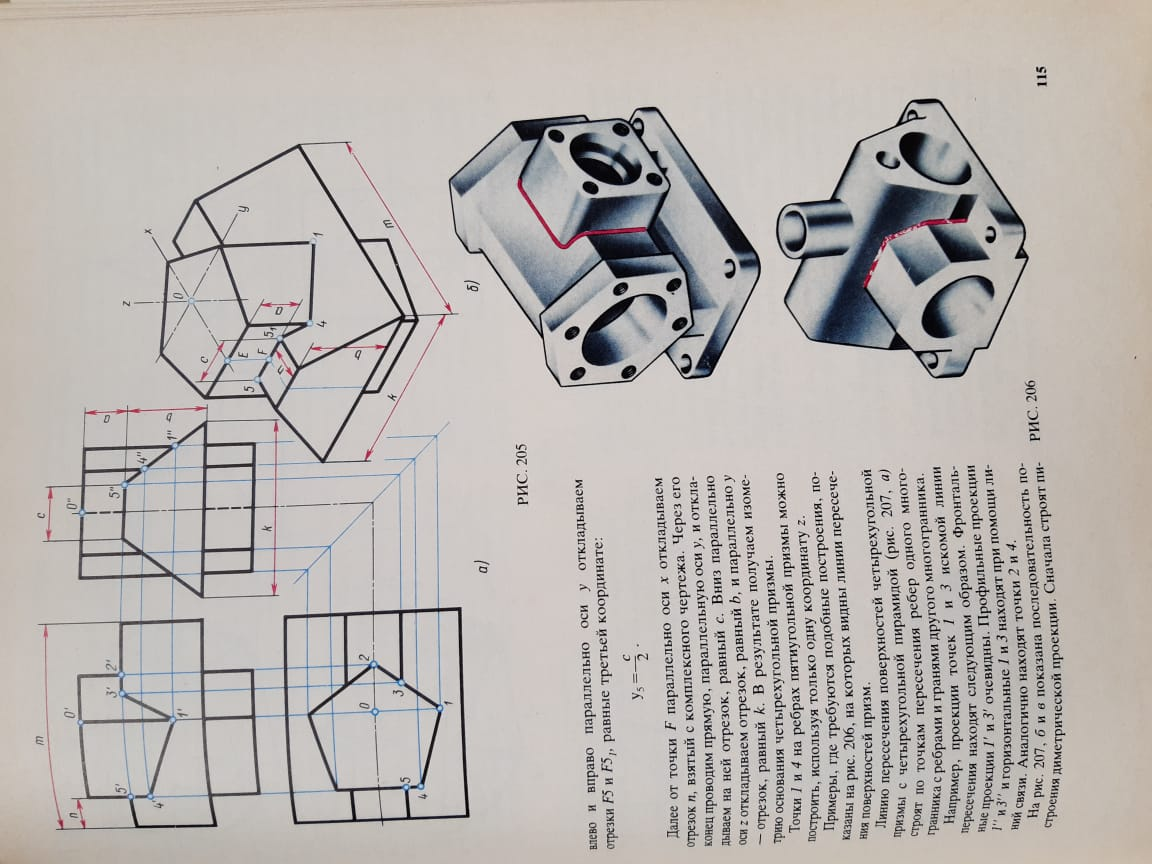 m
n
5'
4'
0'
1'
3'
2'
c
0''
5''
4''
1''
a
b
k
0
2
3
1
5
4
а)
z
x
y
0
c
E
F
5
5₁
n
a
b
4
1
k
m
б)
РИС. 205
влево и вправо параллельно оси y откладываем
отрезки F5 и F5₁, равные третьей координате:
y₅ = c/2 .
Далее от точки F параллельно оси x откладываем
отрезок n, взятый с комплексного чертежа. Через его
конец проводим прямую, параллельную оси y, и откла-
дываем на ней отрезок, равный c. Вниз параллельно
оси z откладываем отрезок, равный b, и параллельно y
— отрезок, равный k. В результате получаем изоме-
трию основания четырехугольной призмы.
Точки 1 и 4 на ребрах пятиугольной призмы можно
построить, используя только одну координату z.
Примеры, где требуются подобные построения, по-
казаны на рис. 206, на которых видны линии пересече-
ния поверхностей призм.
Линию пересечения поверхностей четырехугольной
призмы с четырехугольной пирамидой (рис. 207, а)
строят по точкам пересечения ребер одного много-
гранника с ребрами и гранями другого многогранника.
Например, проекции точек 1 и 3 искомой линии
пересечения находят следующим образом. Фронталь-
ные проекции 1' и 3' очевидны. Профильные проекции
1'' и 3'' и горизонтальные 1 и 3 находят при помощи ли-
ний связи. Аналогично находят точки 2 и 4.
На рис. 207, б и в показана последовательность по-
строения диметрической проекции. Сначала строят пи-
РИС. 206
115